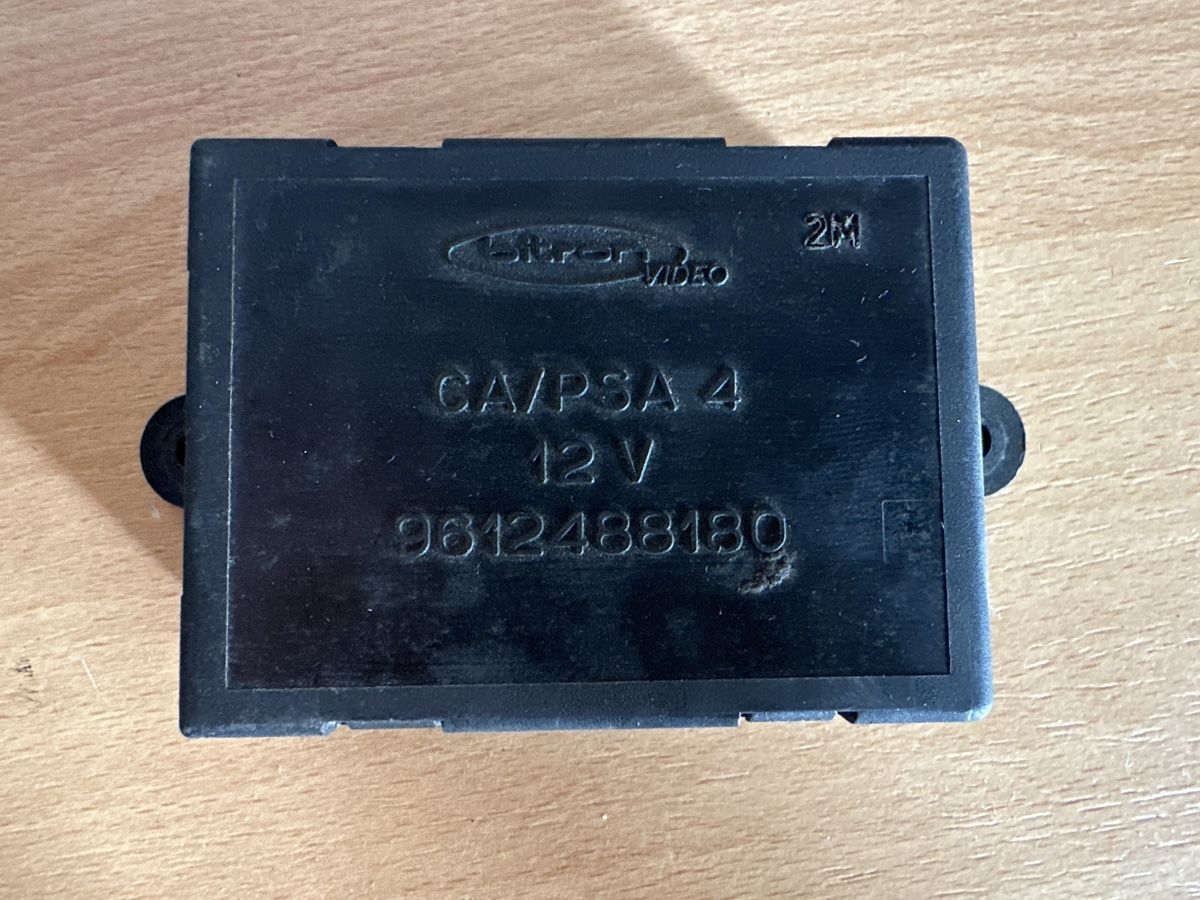 bitron
VIDEO
2M
CA/PSA 4
12 V
9612488180